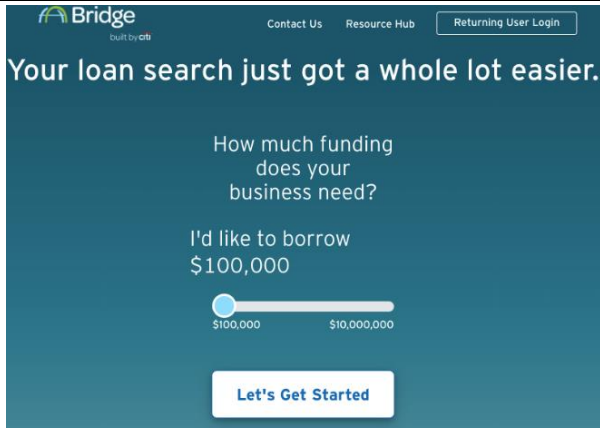 Bridge
built by citi
Contact Us Resource Hub Returning User Login
Your loan search just got a whole lot easier.
How much funding
does your
business need?
I'd like to borrow
$100,000
$100,000 $10,000,000
Let's Get Started